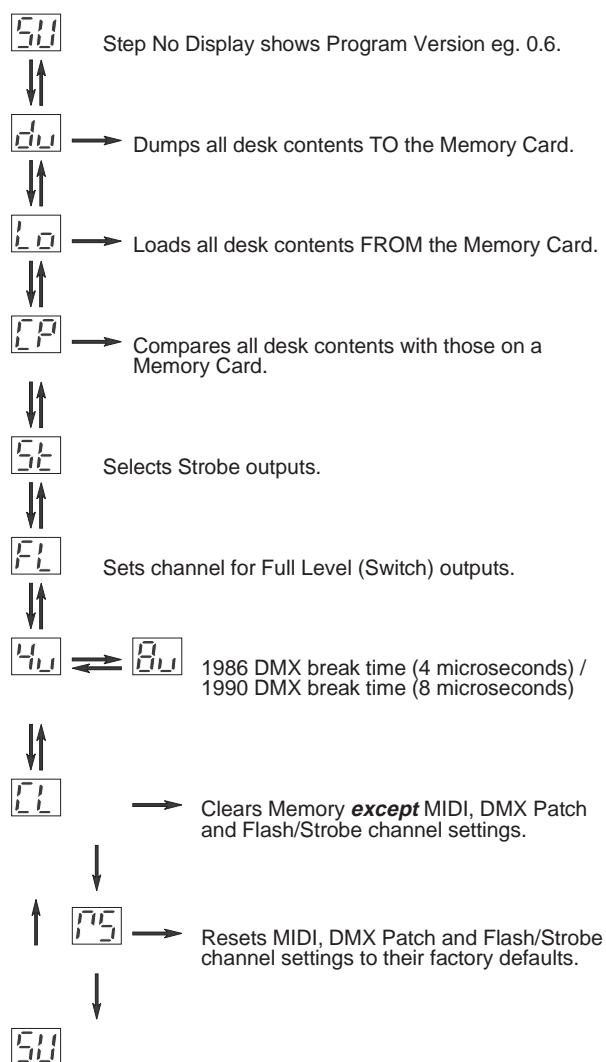 SU
Step No Display shows Program Version eg. 0.6.
du
Dumps all desk contents TO the Memory Card.
Lo
Loads all desk contents FROM the Memory Card.
CP
Compares all desk contents with those on a
Memory Card.
St
Selects Strobe outputs.
FL
Sets channel for Full Level (Switch) outputs.
4u 8u
1986 DMX break time (4 microseconds) /
1990 DMX break time (8 microseconds)
CL
Clears Memory except MIDI, DMX Patch
and Flash/Strobe channel settings.
Resets MIDI, DMX Patch and Flash/Strobe
channel settings to their factory defaults.
SU